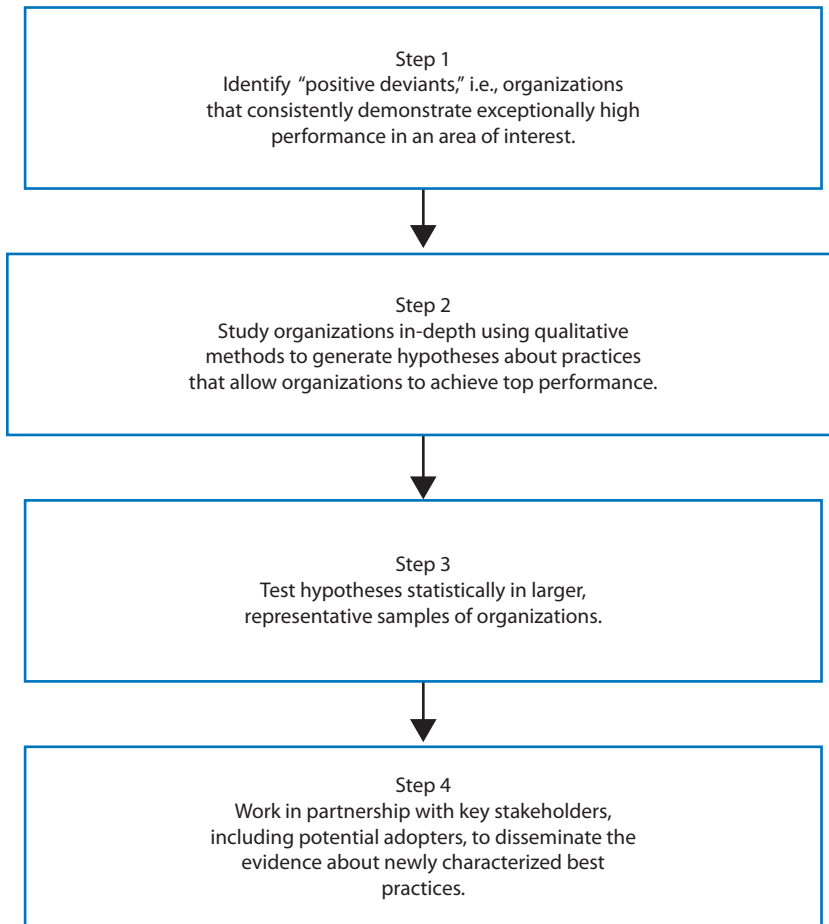 Step 1
Identify “positive deviants,” i.e., organizations
that consistently demonstrate exceptionally high
performance in an area of interest.
Step 2
Study organizations in-depth using qualitative
methods to generate hypotheses about practices
that allow organizations to achieve top performance.
Step 3
Test hypotheses statistically in larger,
representative samples of organizations.
Step 4
Work in partnership with key stakeholders,
including potential adopters, to disseminate the
evidence about newly characterized best
practices.